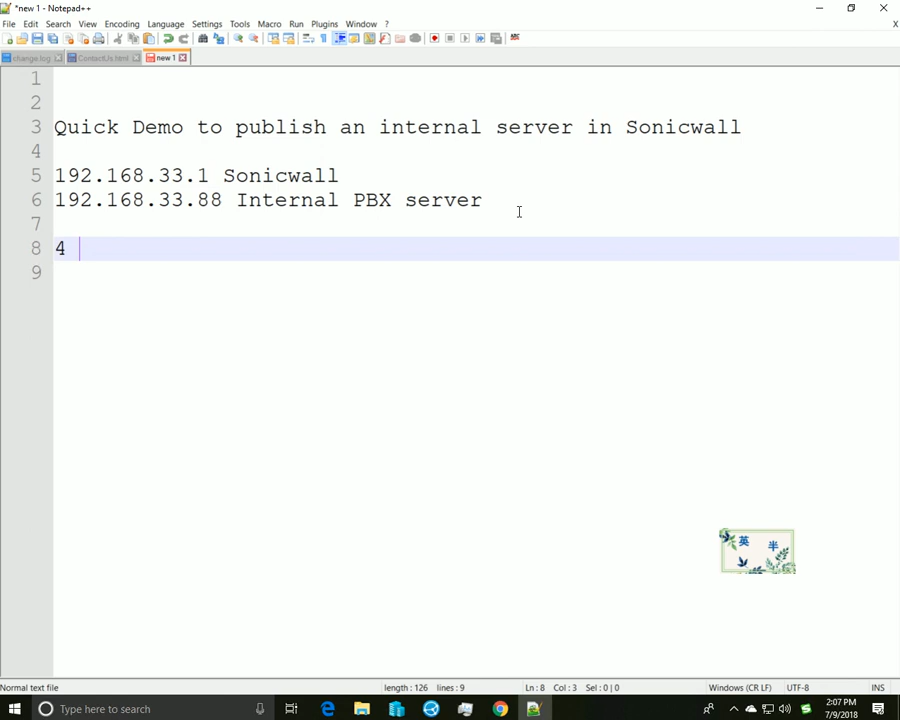 *new 1 - Notepad++
File Edit Search View Encoding Language Settings Tools Macro Run Plugins Window ?
X
change.log ContactUs.html new 1
1
2
3 Quick Demo to publish an internal server in Sonicwall
4
5 192.168.33.1 Sonicwall
6 192.168.33.88 Internal PBX server
7
8 4
9
英 半
Normal text file length : 126 lines : 9 Ln : 8 Col : 3 Sel : 0 | 0 Windows (CR LF) UTF-8 INS
Type here to search
2:07 PM
7/9/2018